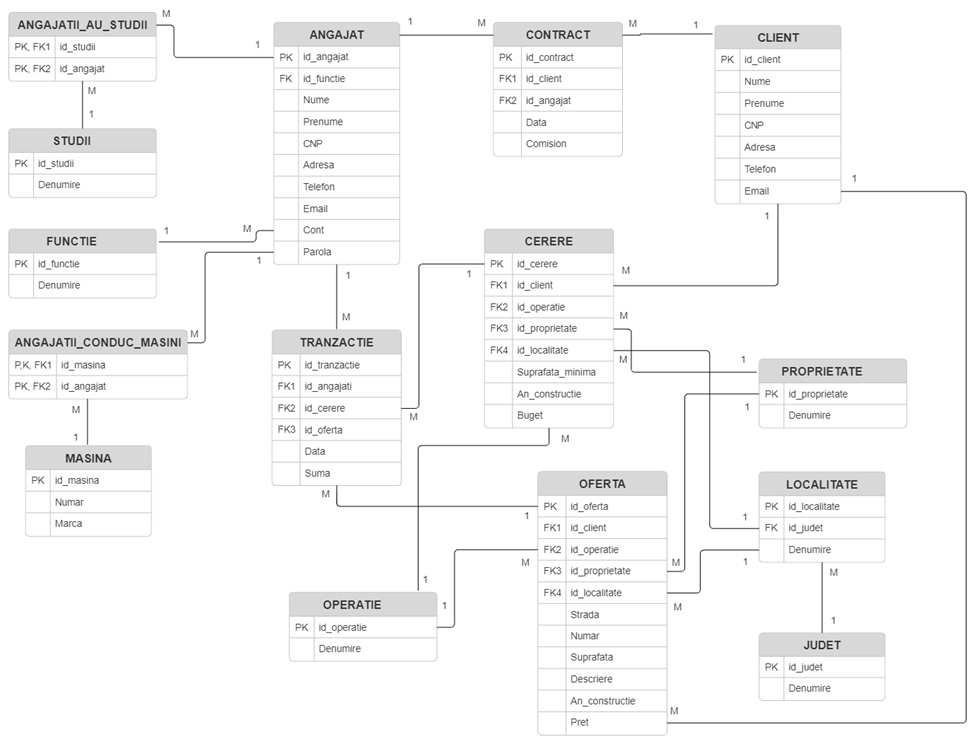 ANGAJATII_AU_STUDII
PK, FK1 id_studii
PK, FK2 id_angajat
M
1
M
1
STUDII
PK id_studii
Denumire
FUNCTIE
PK id_functie
Denumire
1
M
ANGAJATII_CONDUC_MASINI
P,K, FK1 id_masina
PK, FK2 id_angajat
M
1
M
1
MASINA
PK id_masina
Numar
Marca
ANGAJAT
PK id_angajat
FK id_functie
Nume
Prenume
CNP
Adresa
Telefon
Email
Cont
Parola
1
M
1
M
TRANZACTIE
PK id_tranzactie
FK1 id_angajati
FK2 id_cerere
FK3 id_oferta
Data
Suma
M
1
M
1
CONTRACT
PK id_contract
FK1 id_client
FK2 id_angajat
Data
Comision
M
1
CLIENT
PK id_client
Nume
Prenume
CNP
Adresa
Telefon
Email
1
1
CERERE
PK id_cerere
FK1 id_client
FK2 id_operatie
FK3 id_proprietate
FK4 id_localitate
Suprafata_minima
An_constructie
Buget
M
M
M
M
PROPRIETATE
PK id_proprietate
Denumire
1
1
OFERTA
PK id_oferta
FK1 id_client
FK2 id_operatie
FK3 id_proprietate
FK4 id_localitate
Strada
Numar
Suprafata
Descriere
An_constructie
Pret
M
M
M
M
OPERATIE
PK id_operatie
Denumire
1
1
LOCALITATE
PK id_localitate
FK id_judet
Denumire
1
1
M
1
JUDET
PK id_judet
Denumire